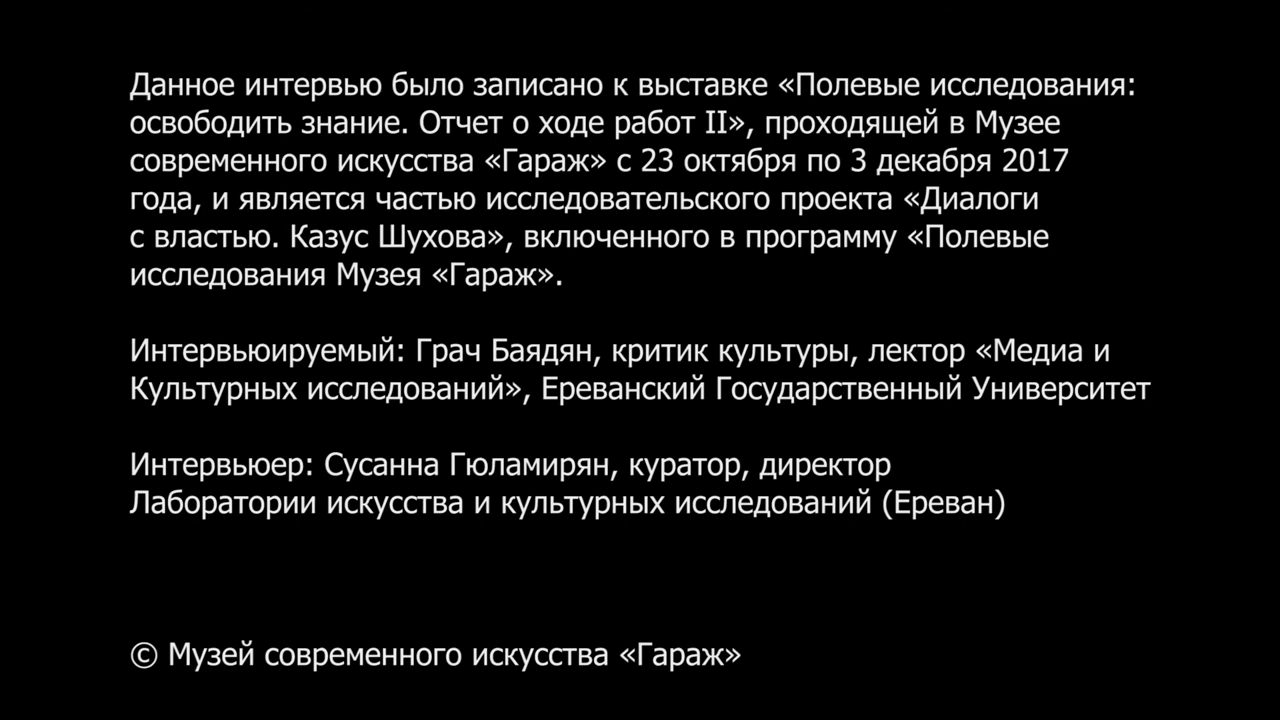 Данное интервью было записано к выставке «Полевые исследования:
освободить знание. Отчет о ходе работ II», проходящей в Музее
современного искусства «Гараж» с 23 октября по 3 декабря 2017
года, и является частью исследовательского проекта «Диалоги
с властью. Казус Шухова», включенного в программу «Полевые
исследования Музея «Гараж».
Интервьюируемый: Грач Баядян, критик культуры, лектор «Медиа и
Культурных исследований», Ереванский Государственный Университет
Интервьюер: Сусанна Гюламирян, куратор, директор
Лаборатории искусства и культурных исследований (Ереван)
© Музей современного искусства «Гараж»